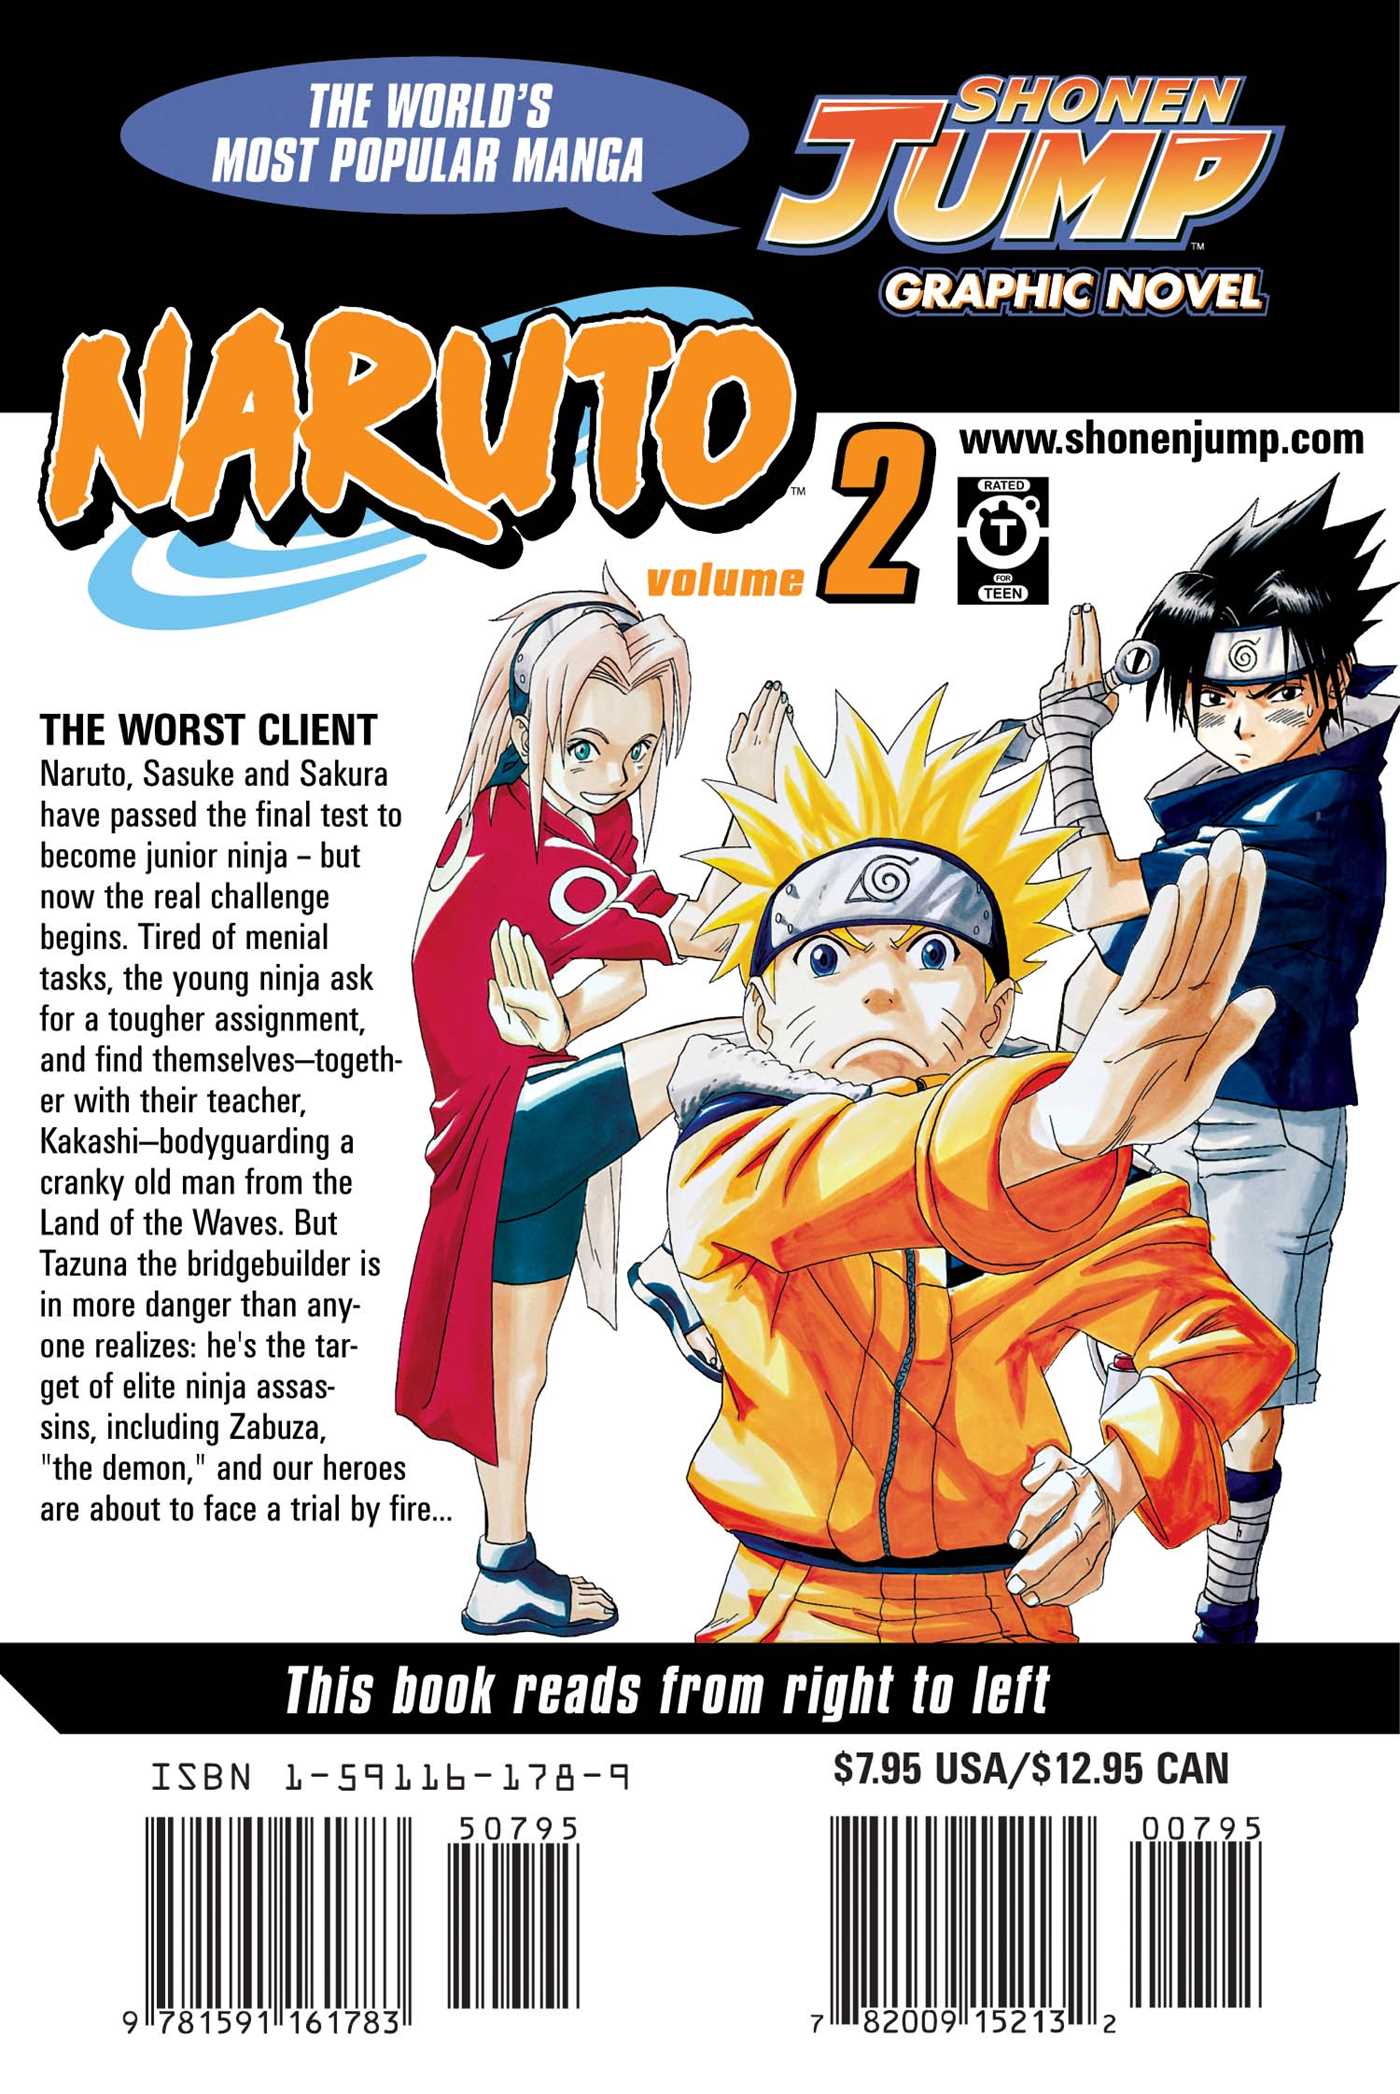 THE WORLD'S
MOST POPULAR MANGA
SHONEN
JUMP
™
GRAPHIC NOVEL
NARUTO
™
volume 2
www.shonenjump.com
RATED
T
FOR
TEEN
THE WORST CLIENT
Naruto, Sasuke and Sakura
have passed the final test to
become junior ninja – but
now the real challenge
begins. Tired of menial
tasks, the young ninja ask
for a tougher assignment,
and find themselves—togeth-
er with their teacher,
Kakashi—bodyguarding a
cranky old man from the
Land of the Waves. But
Tazuna the bridgebuilder is
in more danger than any-
one realizes: he's the tar-
get of elite ninja assas-
sins, including Zabuza,
"the demon," and our heroes
are about to face a trial by fire...
This book reads from right to left
ISBN 1-59116-178-9
$7.95 USA/$12.95 CAN
50795
9 781591 161783
00795
7 82009 15213 2